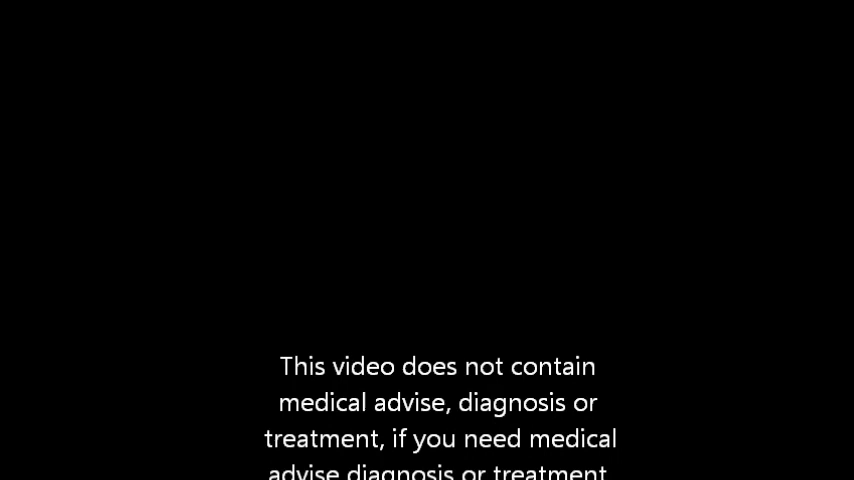 This video does not contain
medical advise, diagnosis or
treatment, if you need medical
advise diagnosis or treatment